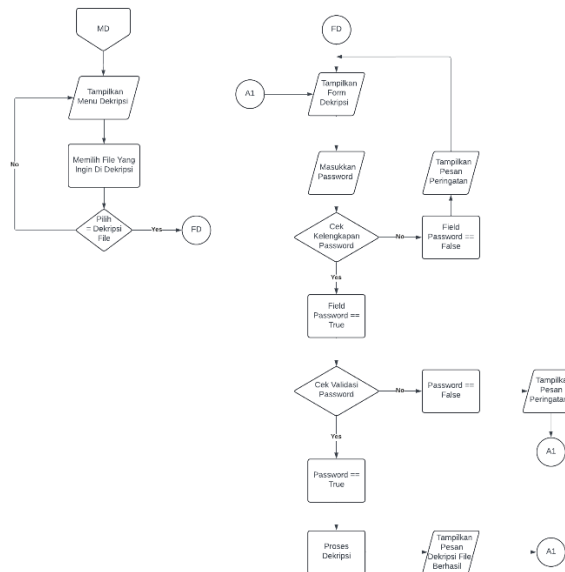 MD
Tampilkan
Menu Dekripsi
Memilih File Yang
Ingin Di Dekripsi
Pilih
= Dekripsi
File
No
Yes
FD
FD
A1
Tampilkan
Form
Dekripsi
Masukkan
Password
Tampilkan
Pesan
Peringatan
Cek
Kelengkapan
Password
No
Field
Password ==
False
Yes
Field
Password ==
True
Cek Validasi
Password
No
Password ==
False
Tampilkan
Pesan
Peringatan
A1
Yes
Password ==
True
Proses
Dekripsi
Tampilkan
Pesan
Dekripsi File
Berhasil
A1